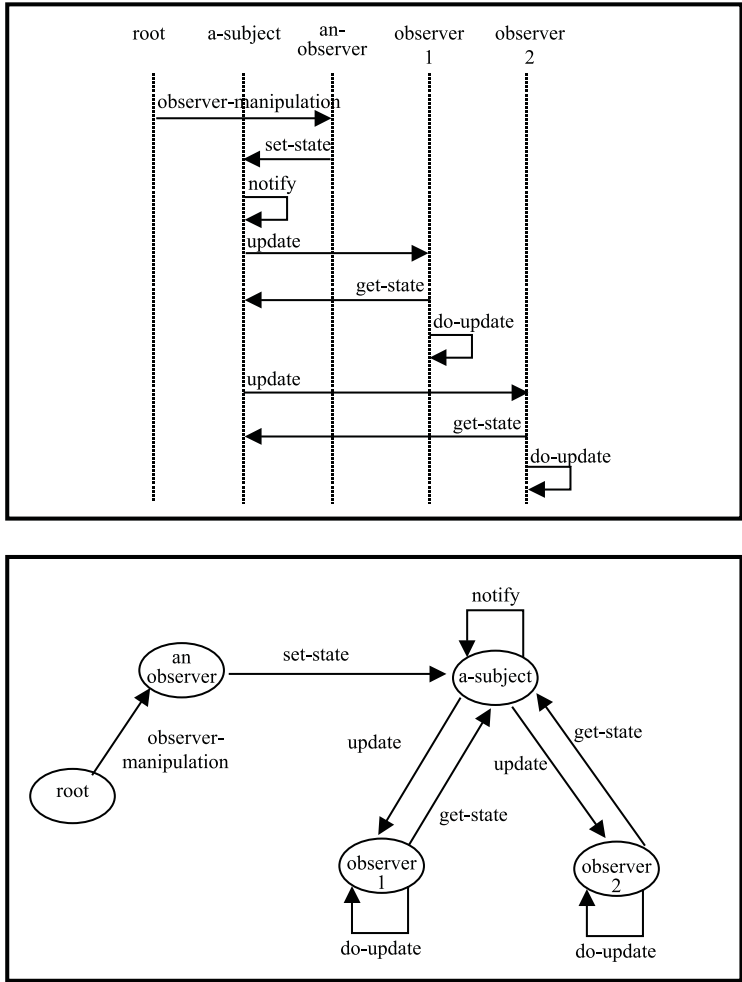 root a-subject an- observer observer
observer 1 2
observer-manipulation
set-state
notify
update
get-state
do-update
update
get-state
do-update
notify
an
observer
set-state
a-subject
observer-
manipulation
update
get-state
update
root
get-state
observer
1
observer
2
do-update
do-update